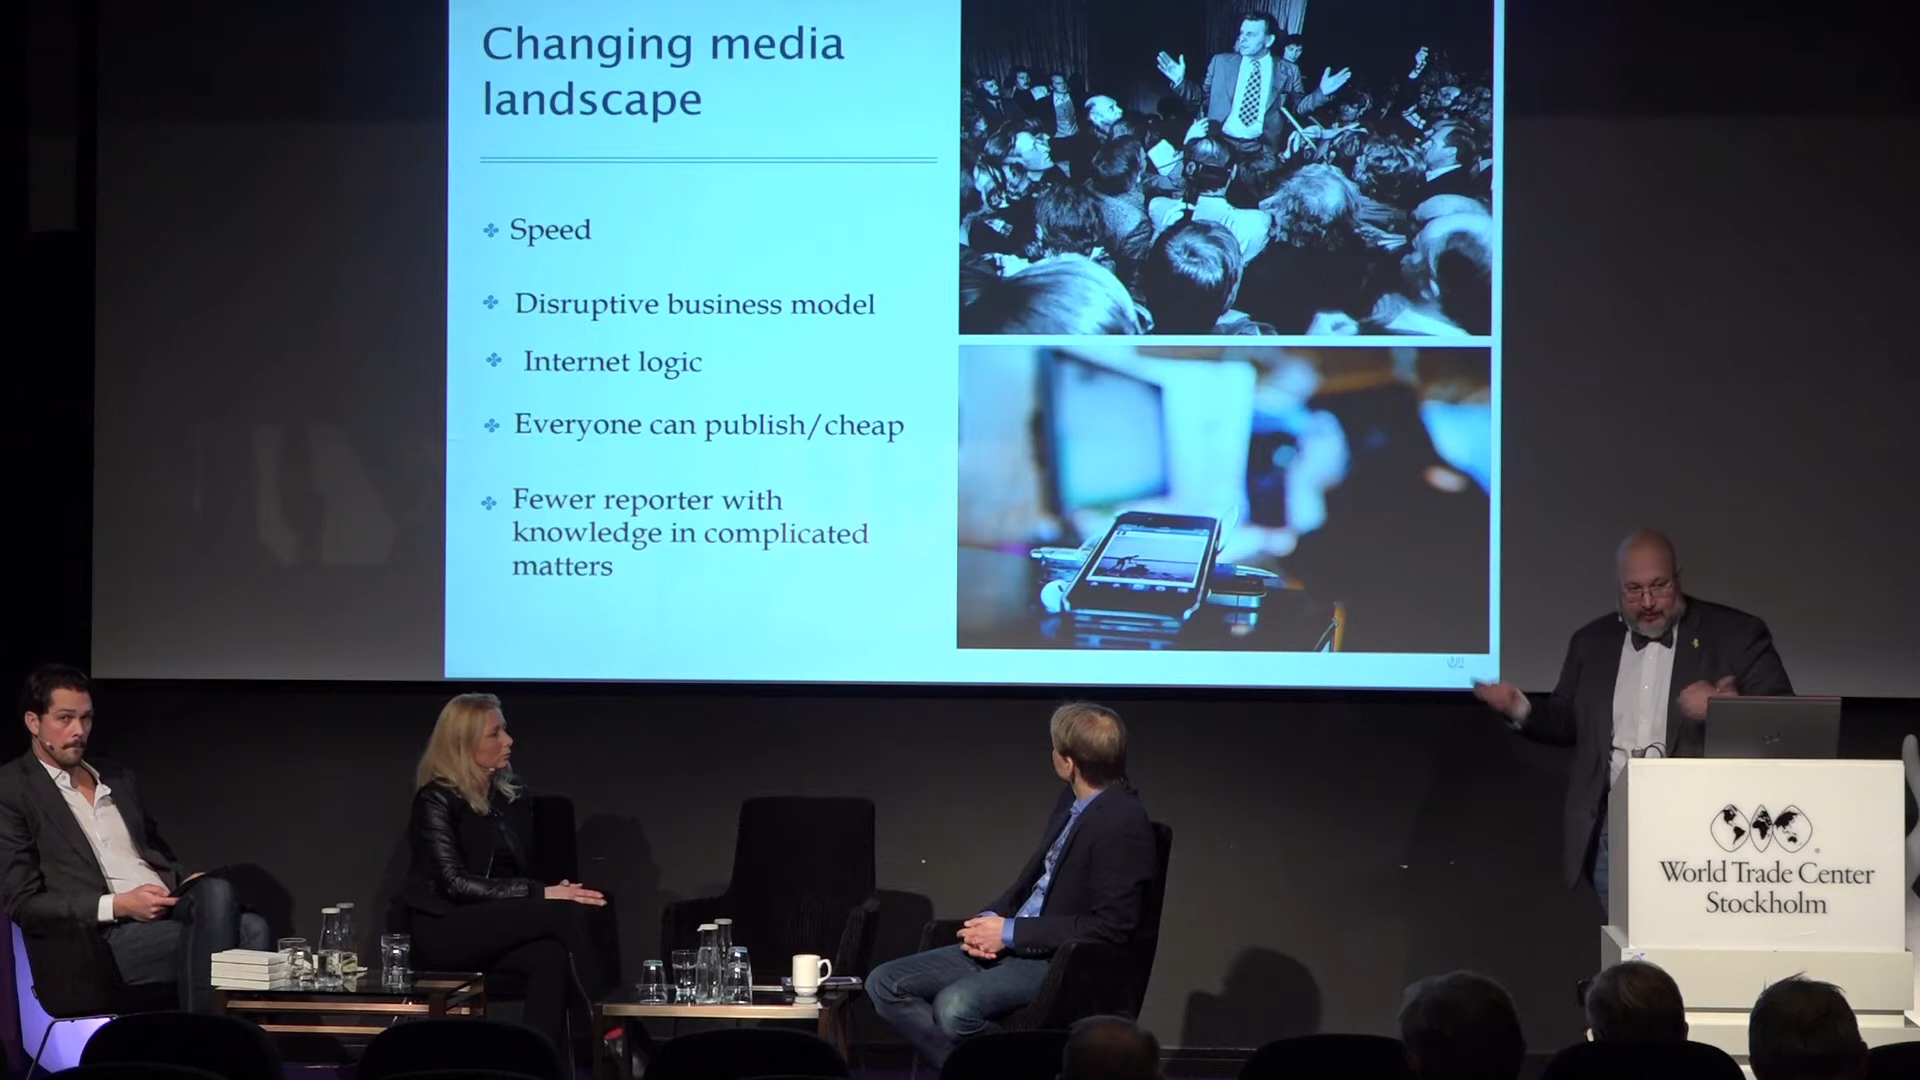 Changing media
landscape
Speed
Disruptive business model
Internet logic
Everyone can publish/cheap
Fewer reporter with
knowledge in complicated
matters
World Trade Center
Stockholm